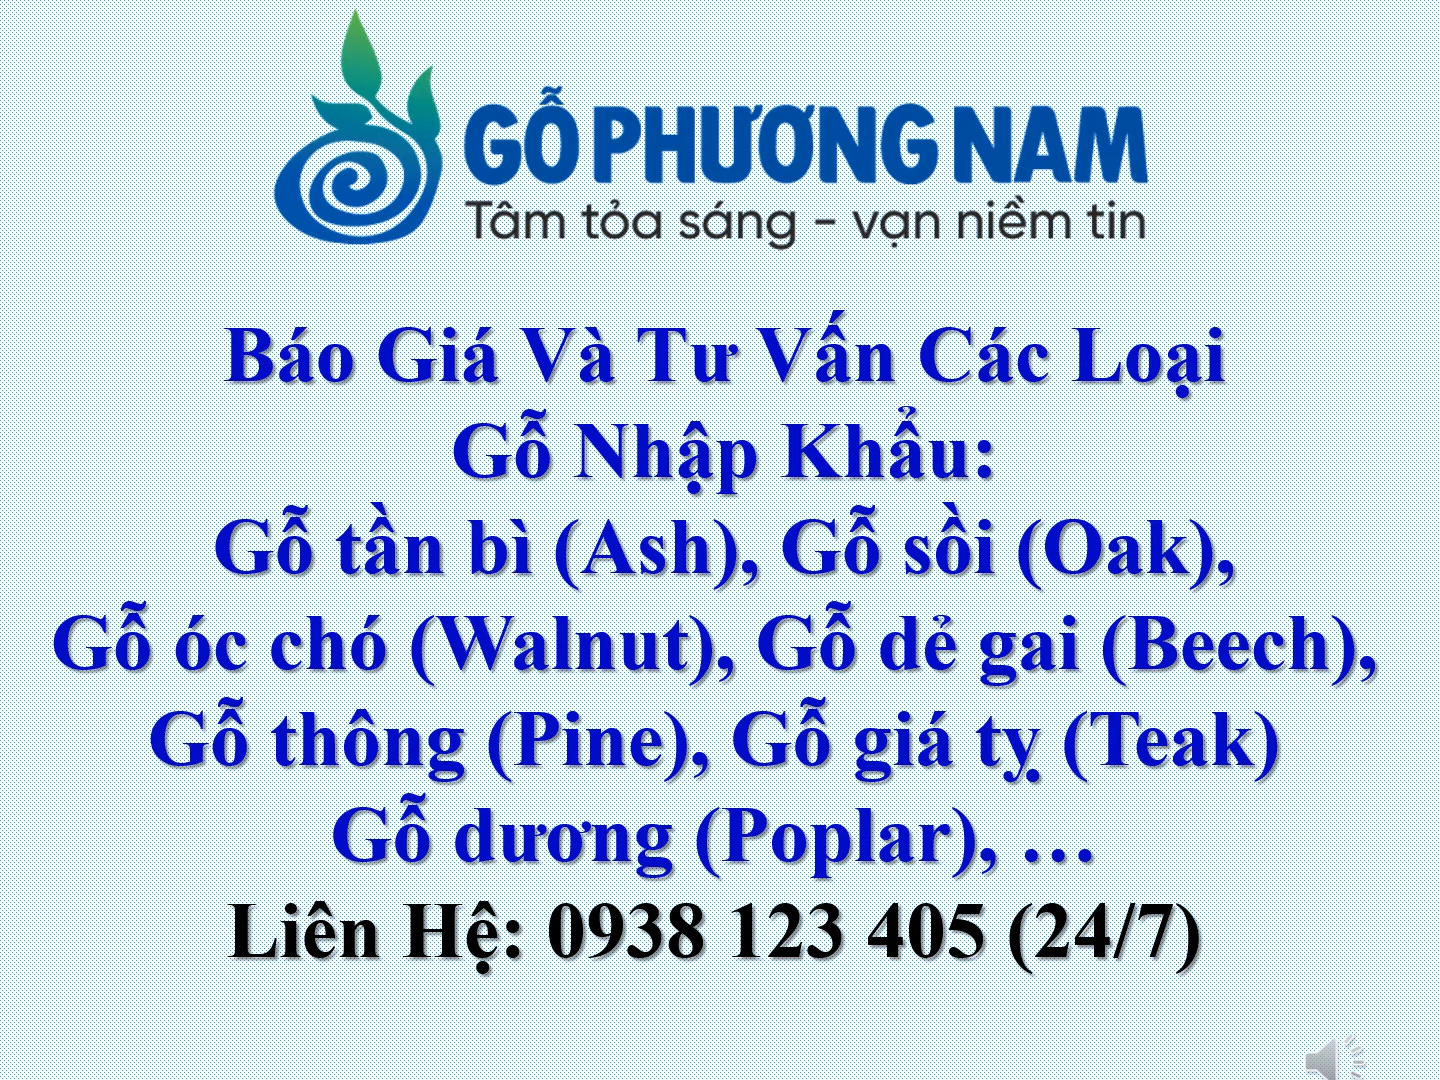 GỖ PHƯƠNG NAM
Tâm tỏa sáng - vạn niềm tin
Báo Giá Và Tư Vấn Các Loại
Gỗ Nhập Khẩu:
Gỗ tần bì (Ash), Gỗ sồi (Oak),
Gỗ óc chó (Walnut), Gỗ dẻ gai (Beech),
Gỗ thông (Pine), Gỗ giá tỵ (Teak)
Gỗ dương (Poplar), …
Liên Hệ: 0938 123 405 (24/7)